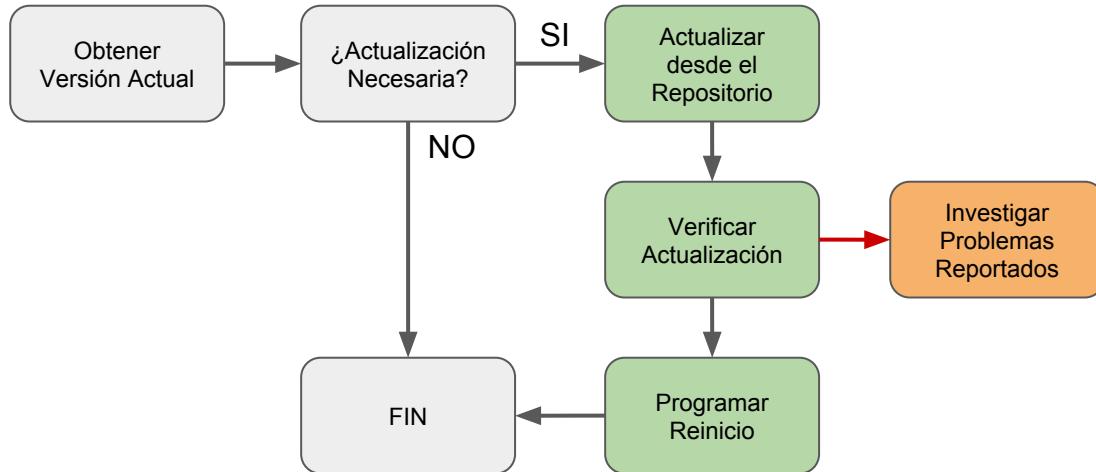 Obtener
Versión Actual
¿Actualización
Necesaria?
SI
Actualizar
desde el
Repositorio
NO
Verificar
Actualización
Investigar
Problemas
Reportados
FIN
Programar
Reinicio